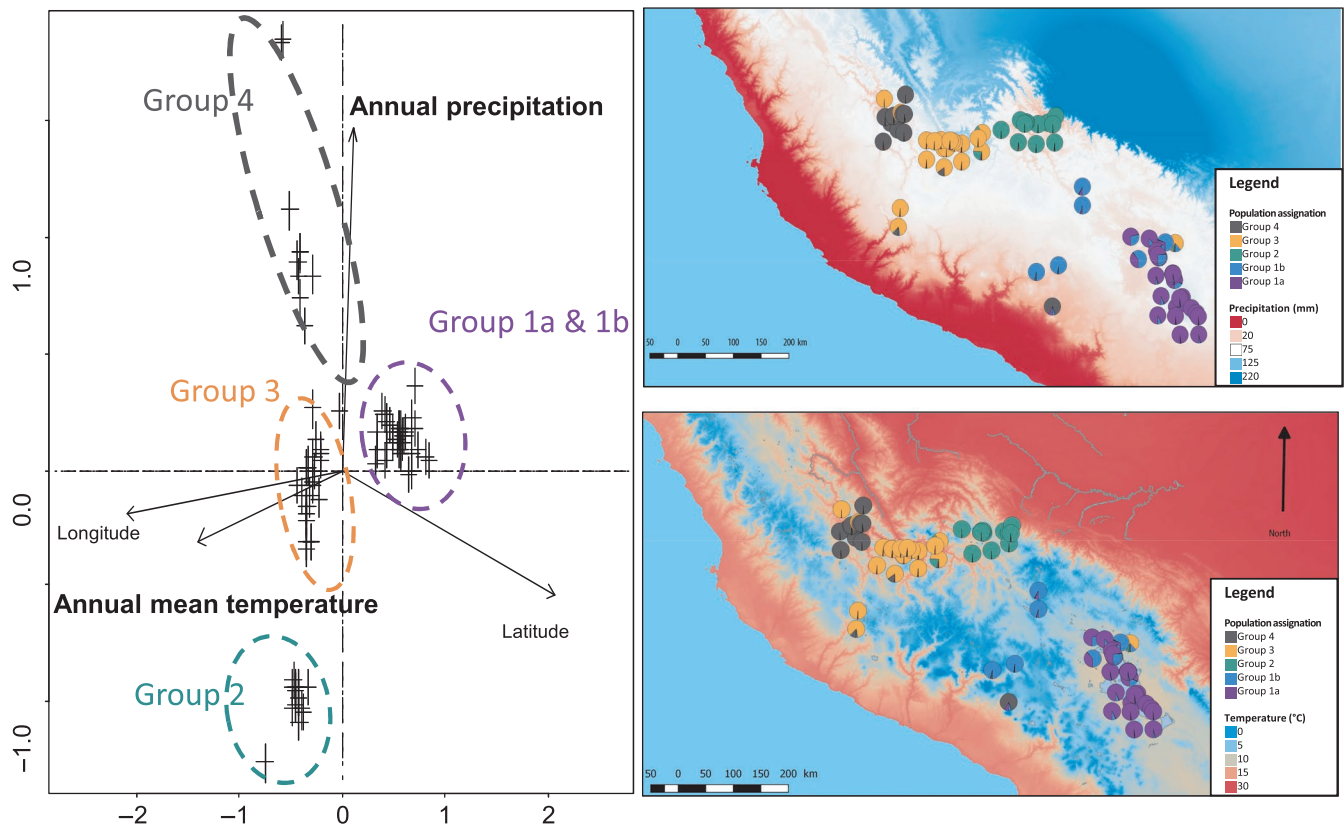 Group 4
Annual precipitation
Group 1a & 1b
Group 3
Longitude
Annual mean temperature
Latitude
Group 2
1.0
0.0
−1.0
−2
−1
0
1
2
50 0 50 100 150 200 km
Legend
Population assignation
Group 4
Group 3
Group 2
Group 1b
Group 1a
Precipitation (mm)
0
20
75
125
220
North
50 0 50 100 150 200 km
Legend
Population assignation
Group 4
Group 3
Group 2
Group 1b
Group 1a
Temperature (°C)
0
5
10
15
30